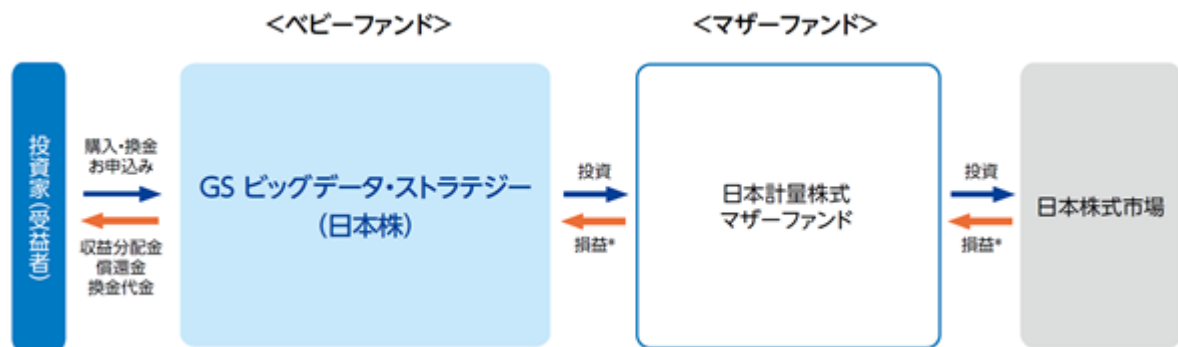 <ベビーファンド>
<マザーファンド>
投資家(受益者)
購入・換金
お申込み
収益分配金
償還金
換金代金
GS ビッグデータ・ストラテジー
(日本株)
投資
損益*
日本計量株式
マザーファンド
投資
損益*
日本株式市場